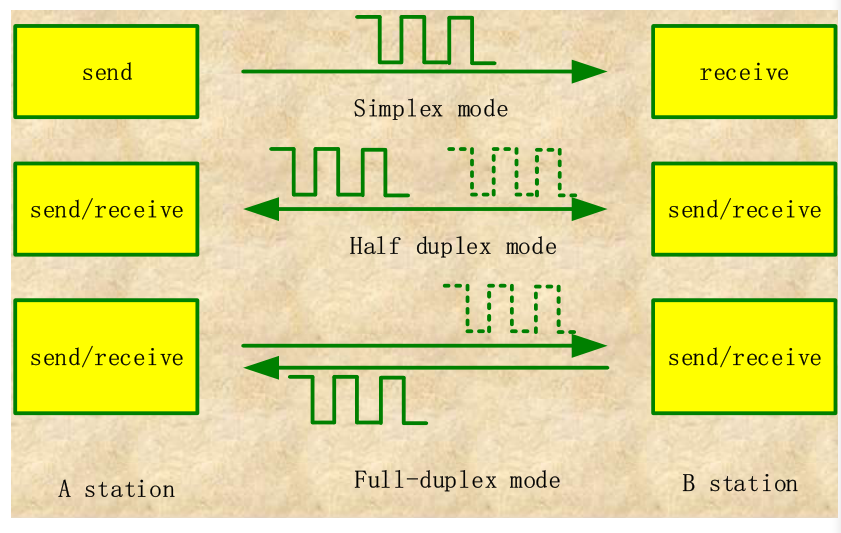 send
receive
Simplex mode
send/receive
send/receive
Half duplex mode
send/receive
send/receive
A station
Full-duplex mode
B station